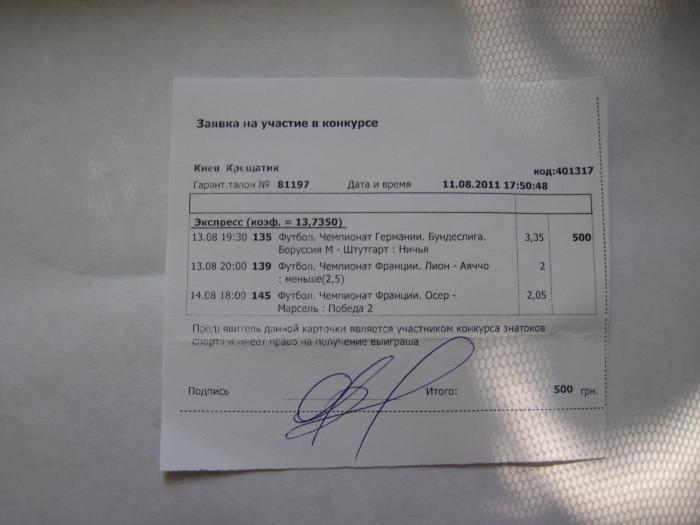 Заявка на участие в конкурсе
Киев Крещатик
код:401317
Гарант.талон № 81197 Дата и время 11.08.2011 17:50:48
Экспресс (коэф. = 13,7350)
13.08 19:30 135 Футбол. Чемпионат Германии. Бундеслига. 3,35 500
Боруссия М - Штутгарт : Ничья
13.08 20:00 139 Футбол. Чемпионат Франции. Лион - Аяччо 2
: меньше(2,5)
14.08 18:00 145 Футбол. Чемпионат Франции. Осер - 2,05
Марсель : Победа 2
Предъявитель данной карточки является участником конкурса знатоков
спорта и имеет право на получение выиграша
Подпись Итого: 500 грн.